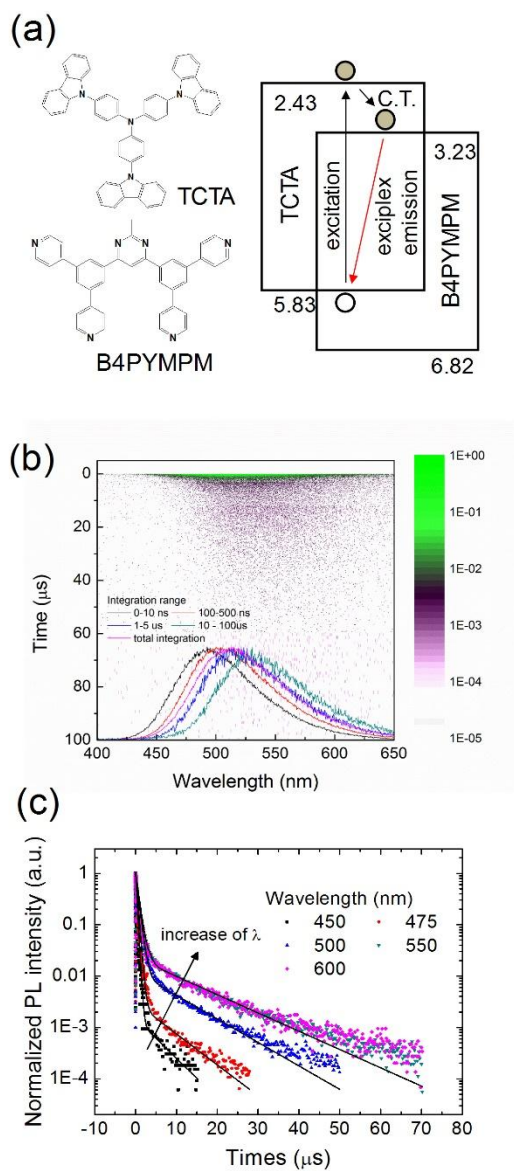 (a)
N
N
N
N
TCTA
N
N
N
N
N
N
B4PYMPM
2.43
C.T.
3.23
TCTA
excitation
exciplex
emission
B4PYMPM
5.83
6.82
(b)
0
20
40
60
80
100
Time (μs)
Integration range
0-10 ns
100-500 ns
1-5 us
10 - 100us
total integration
400
450
500
550
600
650
Wavelength (nm)
1E+00
1E-01
1E-02
1E-03
1E-04
1E-05
(c)
Normalized PL intensity (a.u.)
1
0.1
0.01
1E-3
1E-4
Wavelength (nm)
450
475
500
550
600
increase of λ
-10
0
10
20
30
40
50
60
70
80
Times (μs)